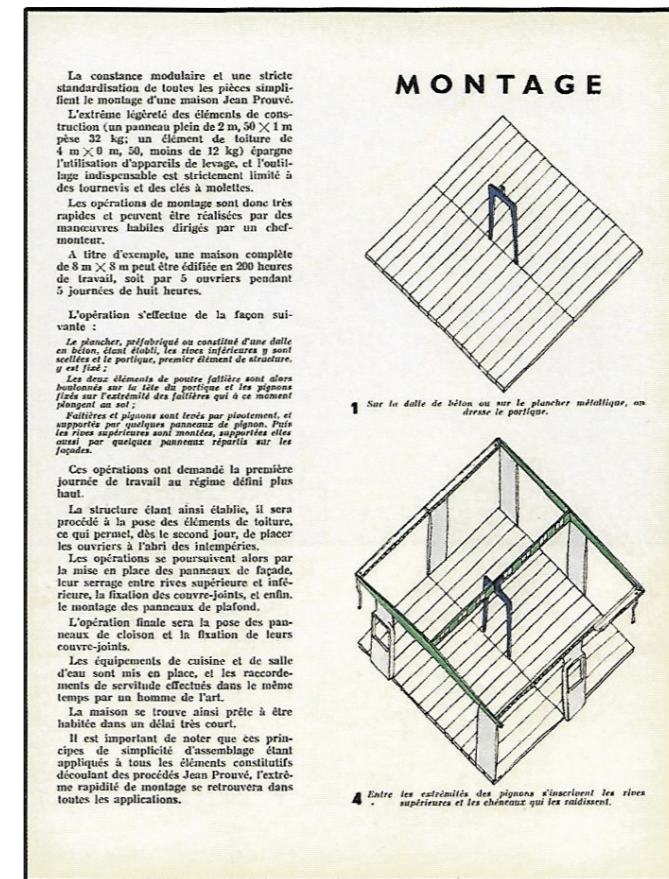 La constance modulaire et une stricte
standardisation de toutes les pièces simpli-
fient le montage d'une maison Jean Prouvé.
L'extrême légèreté des éléments de cons-
truction (un panneau plein de 2 m, 50 × 1 m
pèse 32 kg; un élément de toiture de
4 m × 0 m, 50, moins de 12 kg) épargne
l'utilisation d'appareils de levage, et l'outil-
lage indispensable est strictement limité à
des tournevis et des clés à molettes.
Les opérations de montage sont donc très
rapides et peuvent être réalisées par des
manœuvres habiles dirigés par un chef-
monteur.
A titre d'exemple, une maison complète
de 8 m × 8 m peut être édifiée en 200 heures
de travail, soit par 5 ouvriers pendant
5 journées de huit heures.
L'opération s'effectue de la façon sui-
vante :
Le plancher, préfabriqué ou constitué d'une dalle
en béton, étant établi, les rives inférieures y sont
scellées et le portique, premier élément de structure,
y est fixé ;
Les deux éléments de poutre faîtière sont alors
boulonnés sur la tête du portique et les pignons
fixés sur l'extrémité des faîtières qui à ce moment
plongent au sol ;
Faîtières et pignons sont levés par pivotement, et
supportés par quelques panneaux de pignon. Puis
les rives supérieures sont montées, supportées elles
aussi par quelques panneaux répartis sur les
façades.
Ces opérations ont demandé la première
journée de travail au régime défini plus
haut.
La structure étant ainsi établie, il sera
procédé à la pose des éléments de toiture,
ce qui permet, dès le second jour, de placer
les ouvriers à l'abri des intempéries.
Les opérations se poursuivent alors par
la mise en place des panneaux de façade,
leur serrage entre rives supérieure et infé-
rieure, la fixation des couvre-joints, et enfin.
le montage des panneaux de plafond.
L'opération finale sera la pose des pan-
neaux de cloison et la fixation de leurs
couvre-joints.
Les équipements de cuisine et de salle
d'eau sont mis en place, et les raccorde-
ments de servitude effectués dans le même
temps par un homme de l'art.
La maison se trouve ainsi prête à être
habitée dans un délai très court.
Il est important de noter que ces prin-
cipes de simplicité d'assemblage étant
appliqués à tous les éléments constitutifs
découlant des procédés Jean Prouvé, l'extrê-
me rapidité de montage se retrouvera dans
toutes les applications.
MONTAGE
1 Sur la dalle de béton ou sur le plancher métallique, on
dresse le portique.
4 Entre les extrémités des pignons s'inscrivent les rives
supérieures et les chéneaux qui les raidissent.